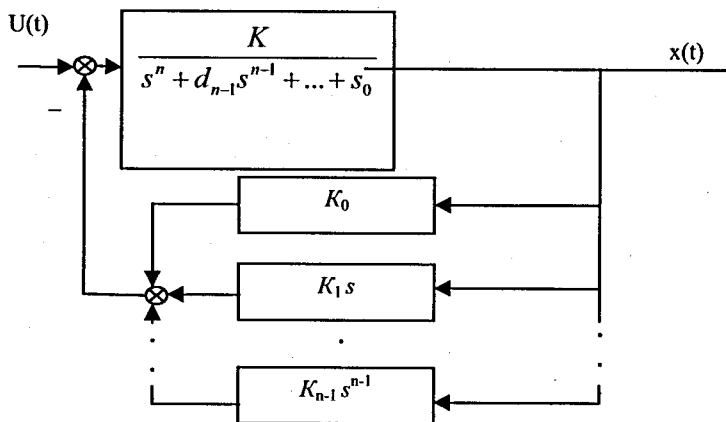 U(t)
K
s^n + d_{n-1}s^{n-1} + ... + s_0
x(t)
−
K_0
K_1 s
K_{n-1} s^{n-1}